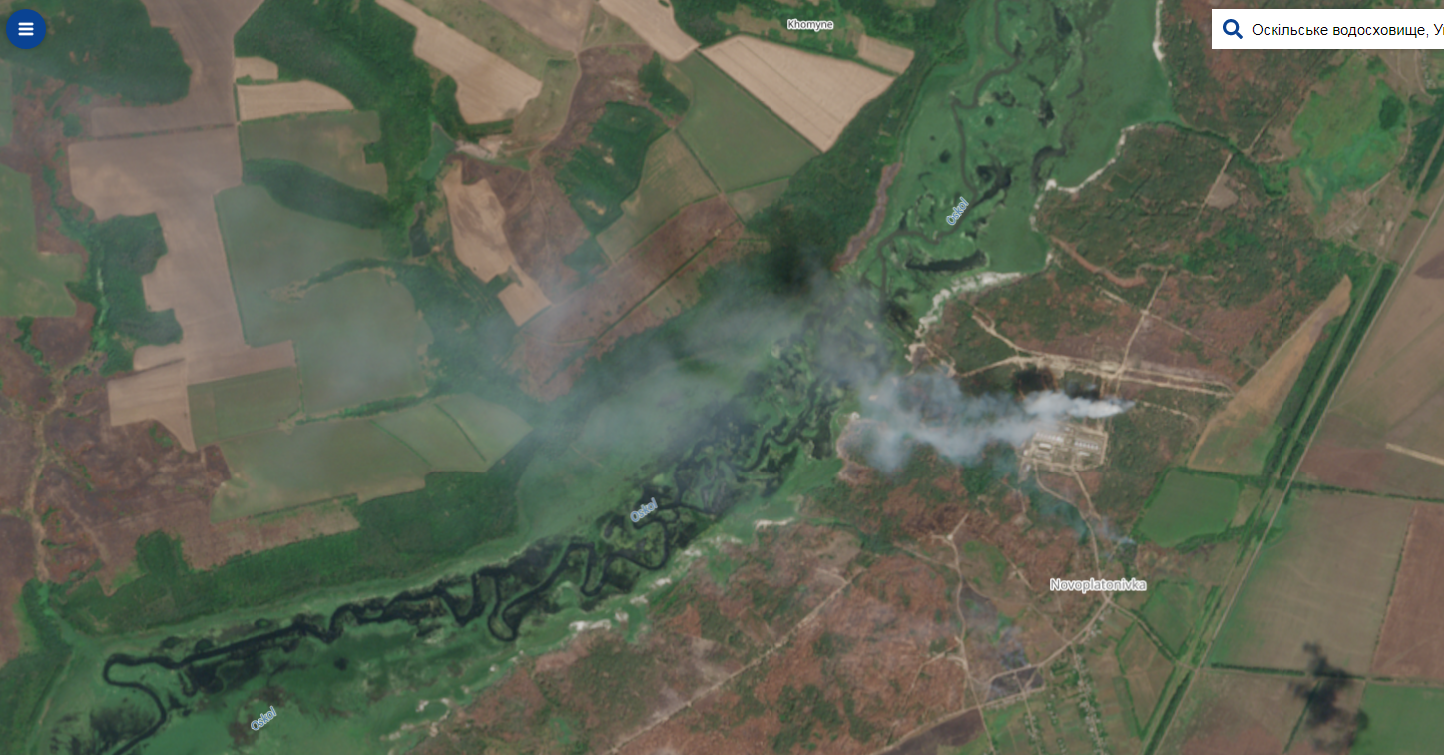 Khomyne
Оскільське водосховище, У
Oskol
Oskol
Novoplatonivka
Oskol